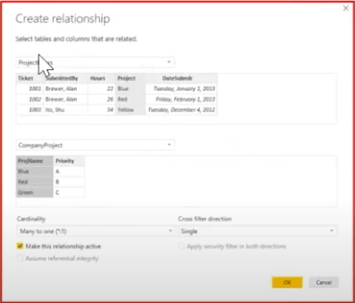 Create relationship
Select tables and columns that are related.
Ticket SubmittedBy Hours Project DateSubmit
1001 Brewer, Alan 22 Blue Tuesday, January 1, 2013
1002 Brewer, Alan 26 Red Friday, February 1, 2013
1003 Ito, Shu 34 Yellow Tuesday, December 4, 2012
CompanyProject
ProjName Priority
Blue A
Red B
Green C
Cardinality Cross filter direction
Many to one (*:1) Single
Make this relationship active Apply security filter in both directions
Assume referential integrity
OK Cancel